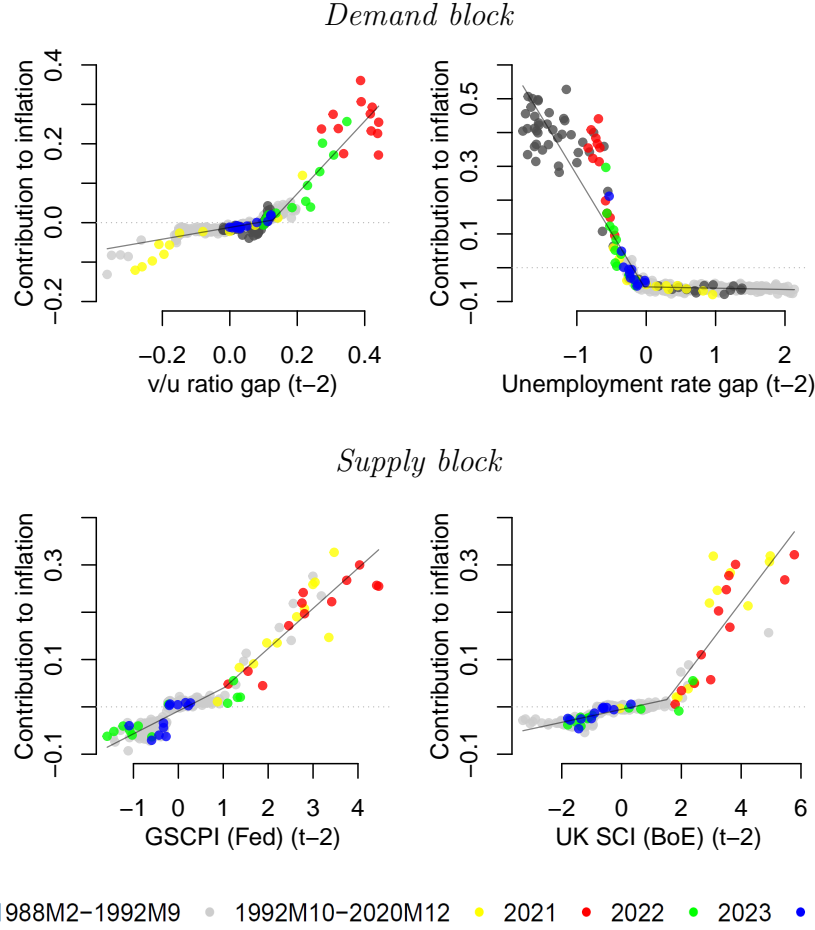 Demand block
Contribution to inflation
−0.2 0.0 0.2 0.4
−0.2 0.0 0.2 0.4
v/u ratio gap (t−2)
Contribution to inflation
−0.1 0.1 0.3 0.5
−1 0 1 2
Unemployment rate gap (t−2)
Supply block
Contribution to inflation
−0.1 0.1 0.3
−1 0 1 2 3 4
GSCPI (Fed) (t−2)
Contribution to inflation
−0.1 0.1 0.3
−2 0 2 4 6
UK SCI (BoE) (t−2)
1988M2−1992M9 1992M10−2020M12 2021 2022 2023